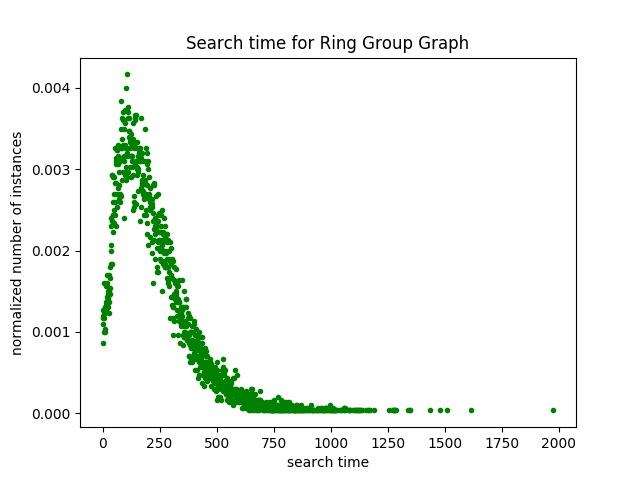 Search time for Ring Group Graph
normalized number of instances
0.004
0.003
0.002
0.001
0.000
0 250 500 750 1000 1250 1500 1750 2000
search time